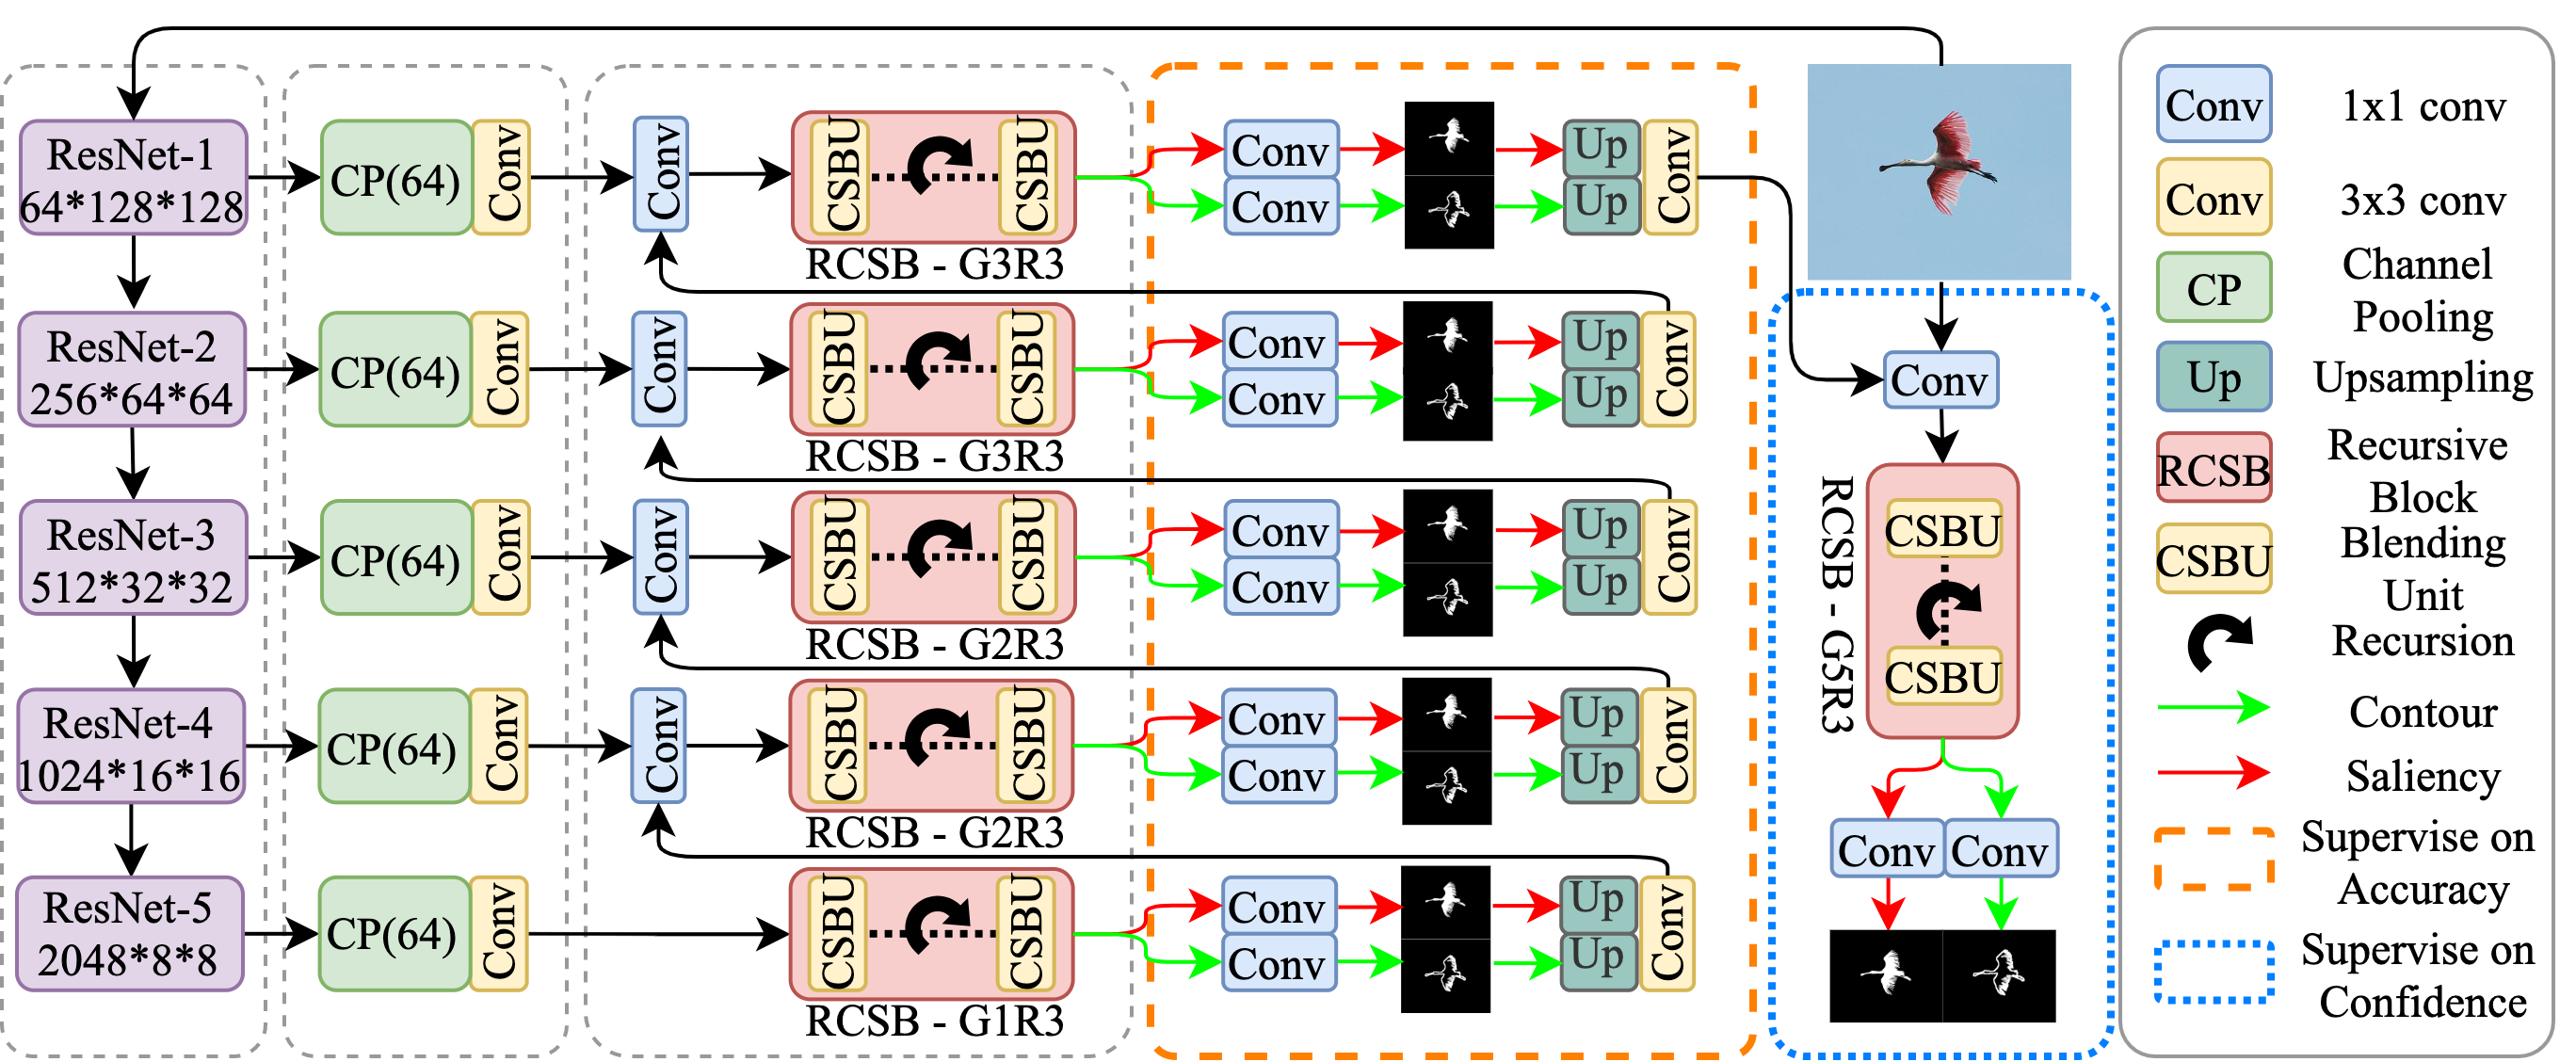 ResNet-1
64*128*128
CP(64)
Conv
Conv
CSBU
CSBU
RCSB - G3R3
Conv
Conv
Up
Up
Conv
ResNet-2
256*64*64
CP(64)
Conv
Conv
CSBU
CSBU
RCSB - G3R3
Conv
Conv
Up
Up
Conv
ResNet-3
512*32*32
CP(64)
Conv
Conv
CSBU
CSBU
RCSB - G2R3
Conv
Conv
Up
Up
Conv
ResNet-4
1024*16*16
CP(64)
Conv
Conv
CSBU
CSBU
RCSB - G2R3
Conv
Conv
Up
Up
Conv
ResNet-5
2048*8*8
CP(64)
Conv
CSBU
CSBU
RCSB - G1R3
Conv
Conv
Up
Up
Conv
Conv
RCSB - G5R3
CSBU
CSBU
Conv
Conv
Conv
1x1 conv
Conv
3x3 conv
CP
Channel
Pooling
Up
Upsampling
RCSB
Recursive
Block
CSBU
Blending
Unit
Recursion
Contour
Saliency
Supervise on
Accuracy
Supervise on
Confidence